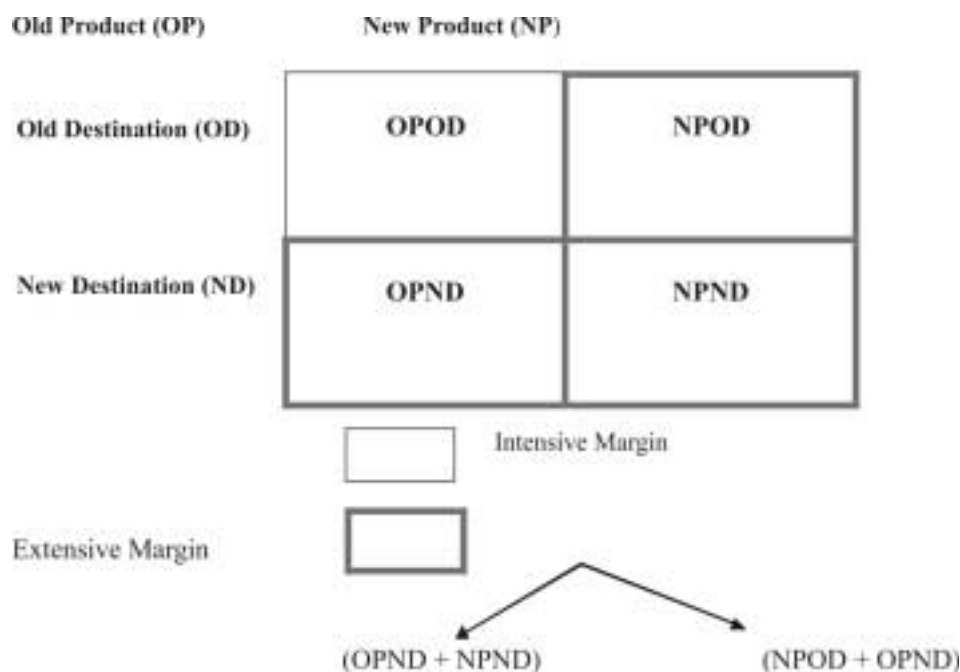 Old Product (OP) New Product (NP)
Old Destination (OD) OPOD NPOD
New Destination (ND) OPND NPND
Intensive Margin
Extensive Margin
(OPND + NPND) (NPOD + OPND)